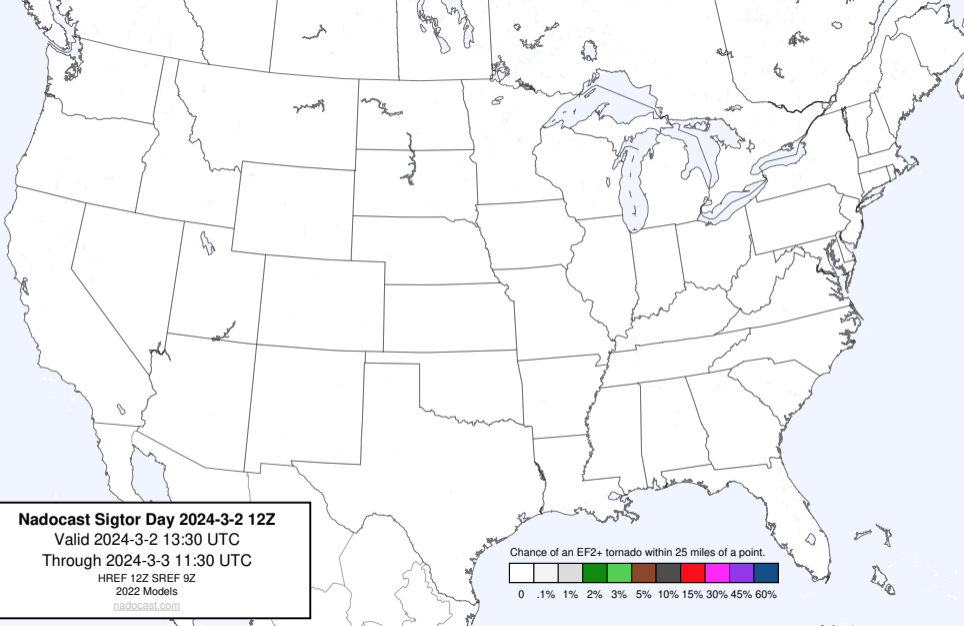 Nadocast Sigtor Day 2024-3-2 12Z
Valid 2024-3-2 13:30 UTC
Through 2024-3-3 11:30 UTC
HREF 12Z SREF 9Z
2022 Models
nadocast.com
Chance of an EF2+ tornado within 25 miles of a point.
0 .1% 1% 2% 3% 5% 10% 15% 30% 45% 60%